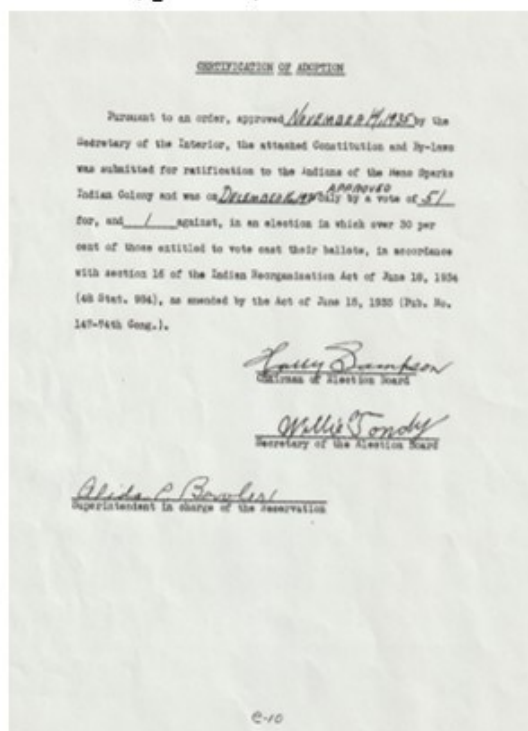 CERTIFICATION OF ADOPTION
Pursuant to an order, approved November 14, 1935 by the
Secretary of the Interior, the attached Constitution and By-laws
was submitted for ratification to the Indians of the Reno Sparks
APPROVED
Indian Colony and was on December duly by a vote of 51
for, and 1 against, in an election in which over 30 per
cent of those entitled to vote cast their ballots, in accordance
with section 16 of the Indian Reorganization Act of June 18, 1934
(48 Stat. 984), as amended by the Act of June 15, 1935 (Pub. No.
147-74th Cong.).
Harry Sampson
Chairman of Election Board
Willie Tondy
Secretary of the Election Board
Alida C Bowler
Superintendent in charge of the Reservation
e-10